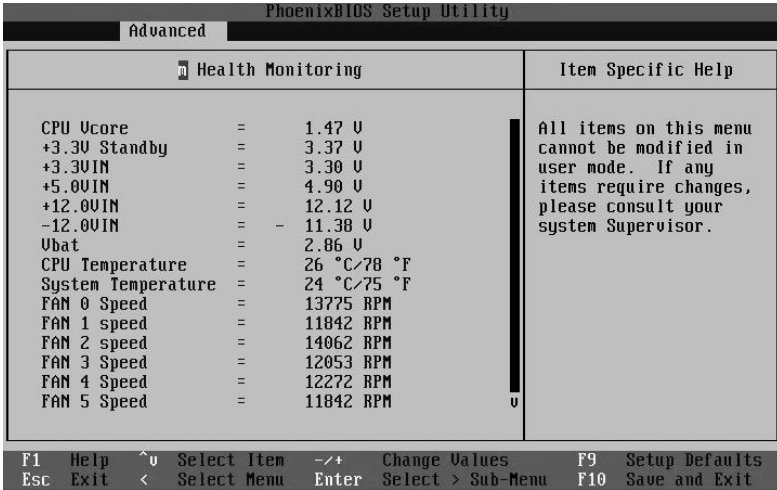 PhoenixBIOS Setup Utility
Advanced
m Health Monitoring
Item Specific Help
CPU Vcore = 1.47 V
+3.3V Standby = 3.37 V
+3.3VIN = 3.30 V
+5.0VIN = 4.90 V
+12.0VIN = 12.12 V
-12.0VIN = - 11.38 V
Vbat = 2.86 V
CPU Temperature = 26 °C/78 °F
System Temperature = 24 °C/75 °F
FAN 0 Speed = 13775 RPM
FAN 1 speed = 11842 RPM
FAN 2 speed = 14062 RPM
FAN 3 Speed = 12053 RPM
FAN 4 Speed = 12272 RPM
FAN 5 Speed = 11842 RPM
v
All items on this menu
cannot be modified in
user mode. If any
items require changes,
please consult your
system Supervisor.
F1 Help ^v Select Item -/+ Change Values F9 Setup Defaults
Esc Exit < Select Menu Enter Select > Sub-Menu F10 Save and Exit